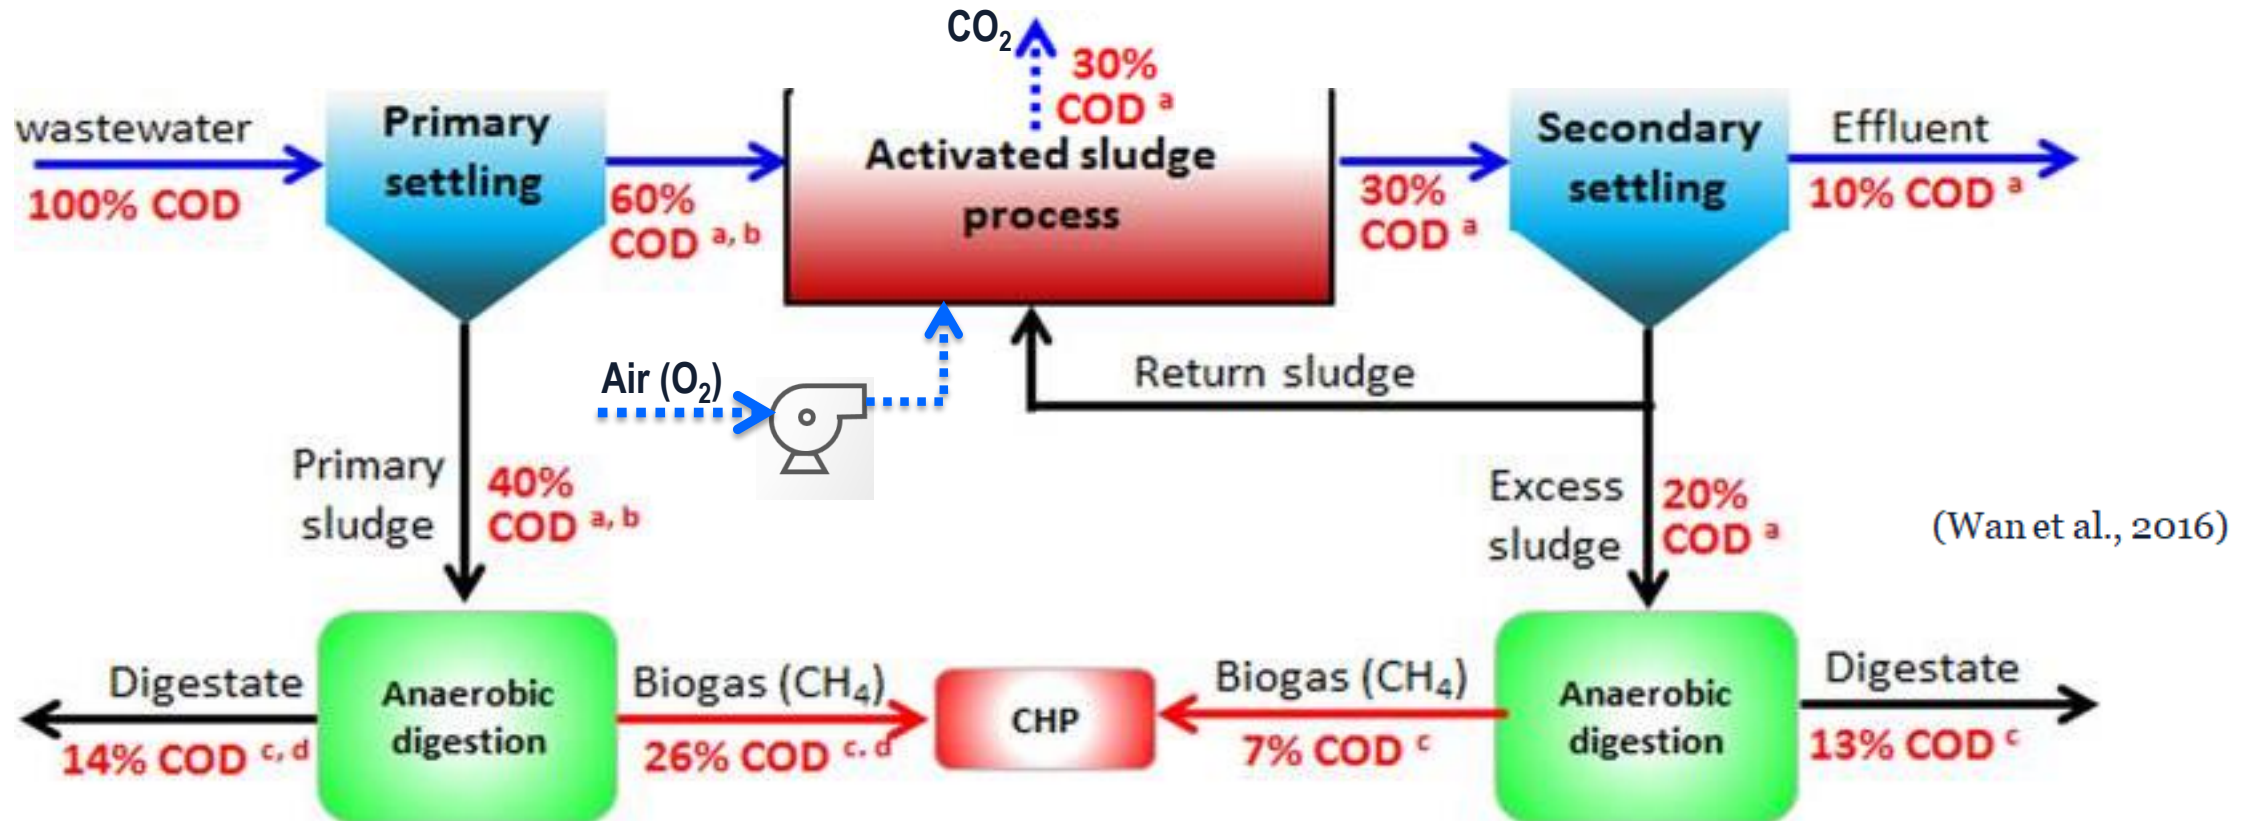 CO₂
30%
COD ᵃ
wastewater
100% COD
Primary
settling
60%
COD ᵃ, ᵇ
Activated sludge
process
30%
COD ᵃ
Secondary
settling
Effluent
10% COD ᵃ
Air (O₂)
Return sludge
Primary
sludge
40%
COD ᵃ, ᵇ
Excess
sludge
20%
COD ᵃ
(Wan et al., 2016)
Digestate
14% COD ᶜ, ᵈ
Anaerobic
digestion
Biogas (CH₄)
26% COD ᶜ, ᵈ
CHP
Biogas (CH₄)
7% COD ᶜ
Anaerobic
digestion
Digestate
13% COD ᶜ